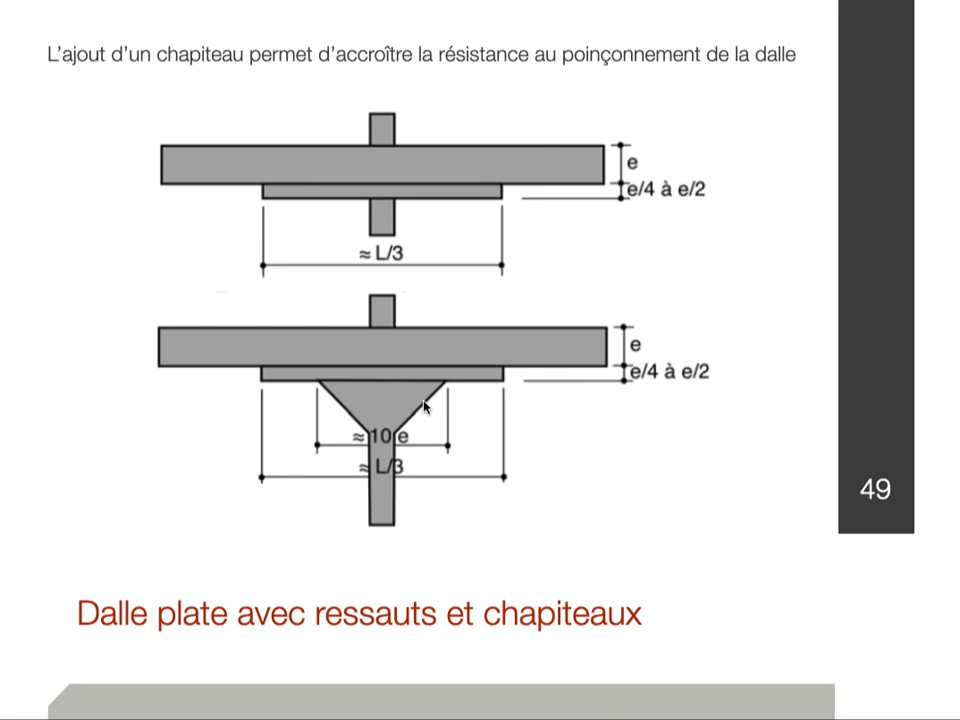 L'ajout d'un chapiteau permet d'accroître la résistance au poinçonnement de la dalle
e
e/4 à e/2
≈ L/3
e
e/4 à e/2
≈ 10 e
≈ L/3
49
Dalle plate avec ressauts et chapiteaux